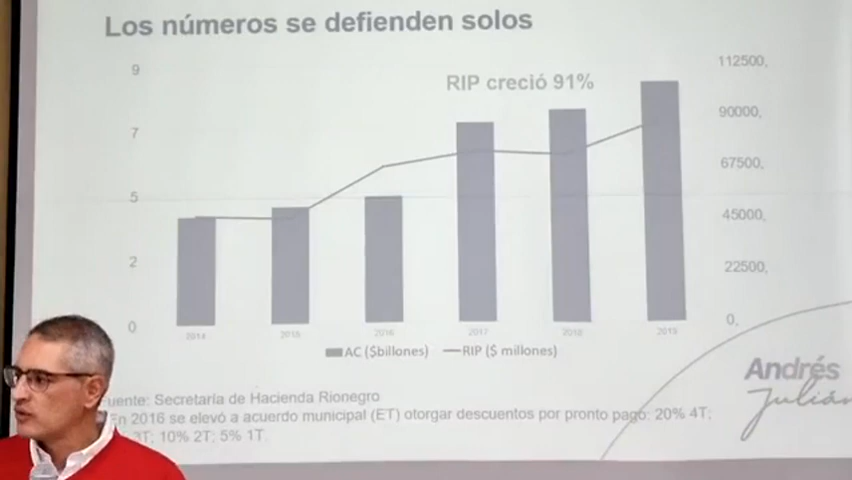 Los números se defienden solos
RIP creció 91%
9
7
5
2
0
112500,
90000,
67500,
45000,
22500,
0,
2014
2015
2016
2017
2018
2019
AC ($billones)
RIP ($ millones)
uente: Secretaría de Hacienda Rionegro
En 2016 se elevó a acuerdo municipal (ET) otorgar descuentos por pronto pago: 20% 4T;
3T; 10% 2T; 5% 1T
Andrés
Julián